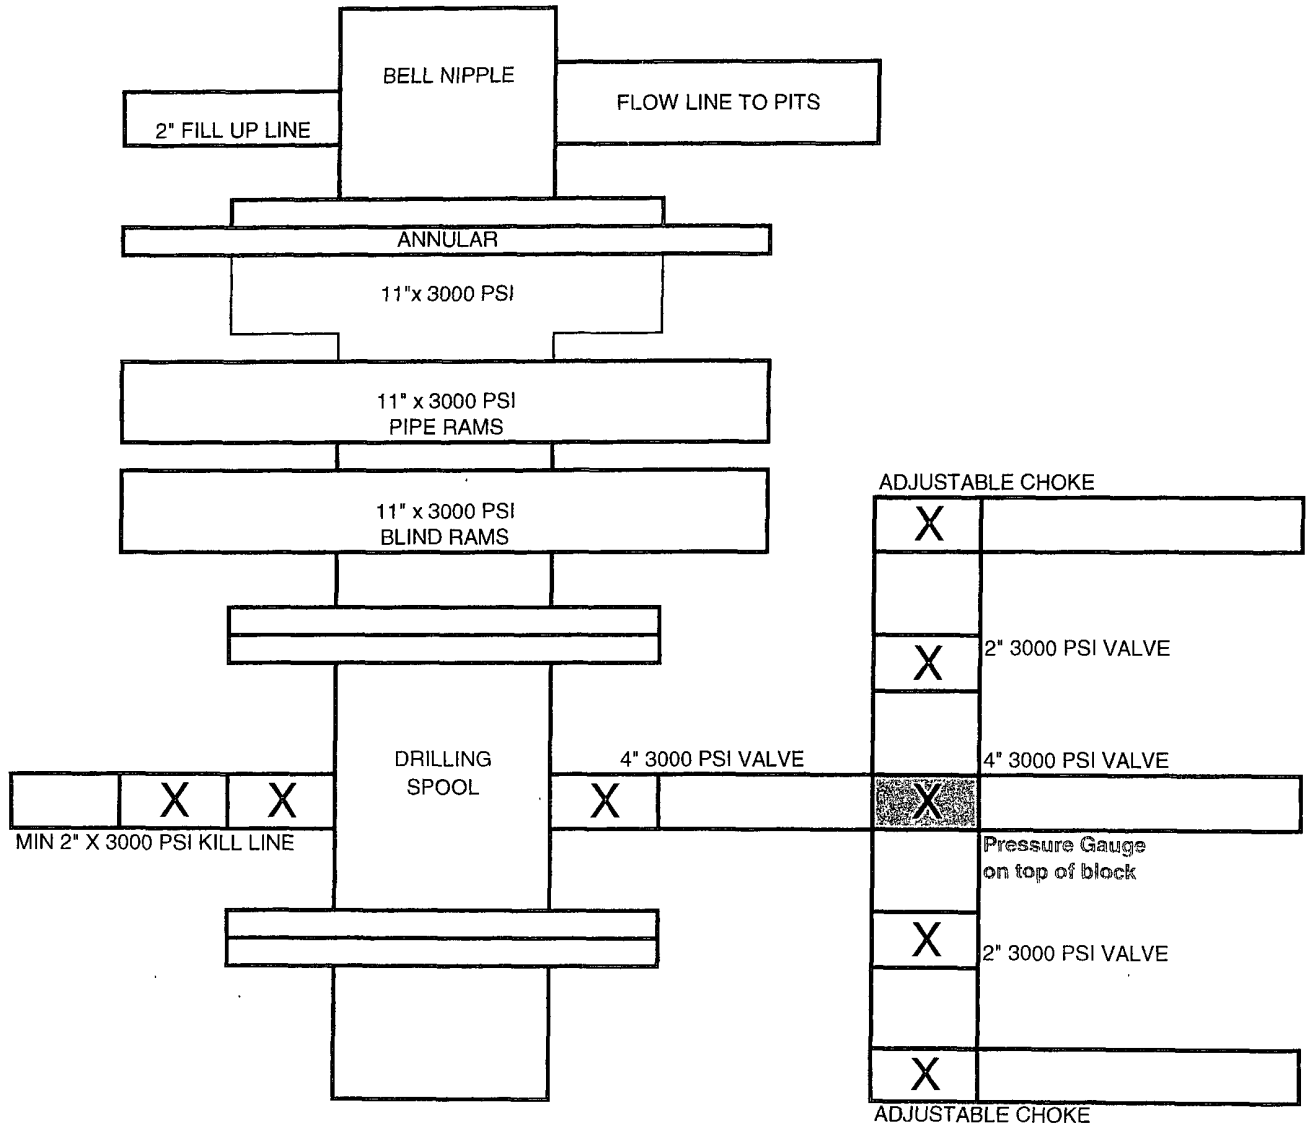 BELL NIPPLE
FLOW LINE TO PITS
2" FILL UP LINE
ANNULAR
11"x 3000 PSI
11" x 3000 PSI
PIPE RAMS
11" x 3000 PSI
BLIND RAMS
ADJUSTABLE CHOKE
X
2" 3000 PSI VALVE
X
DRILLING
SPOOL
4" 3000 PSI VALVE
4" 3000 PSI VALVE
X X X X
MIN 2" X 3000 PSI KILL LINE
Pressure Gauge
on top of block
X
2" 3000 PSI VALVE
X
ADJUSTABLE CHOKE